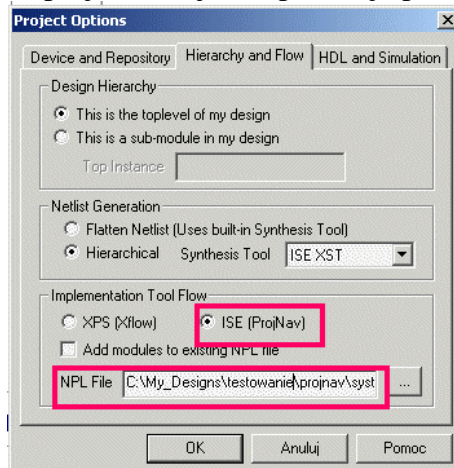 Project Options
Device and Repository Hierarchy and Flow HDL and Simulation
Design Hierarchy
This is the toplevel of my design
This is a sub-module in my design
Top Instance
Netlist Generation
Flatten Netlist (Uses built-in Synthesis Tool)
Hierarchical Synthesis Tool ISE XST
Implementation Tool Flow
XPS (Xflow) ISE (ProjNav)
Add modules to existing NPL file
NPL File C:\My_Designs\testowanie\projnav\syst ...
OK Anuluj Pomoc